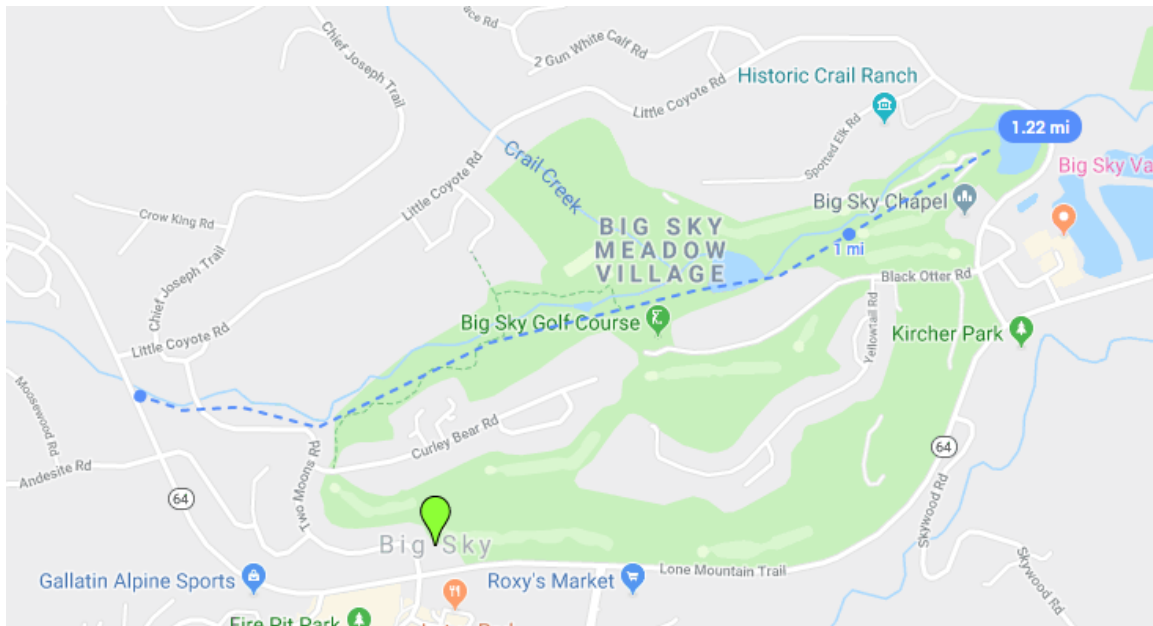 ace Rd
Chief Joseph Trail
2 Gun White Calf Rd
Historic Crail Ranch
Little Coyote Rd
1.22 mi
Spotted Elk Rd
Crail Creek
Big Sky Va
Little Coyote Rd
Big Sky Chapel
Crow King Rd
BIG SKY
MEADOW
VILLAGE
1 mi
Chief Joseph Trail
Black Otter Rd
Big Sky Golf Course
Kircher Park
Yellowtail Rd
Little Coyote Rd
Moosewood Rd
Curley Bear Rd
64
Andesite Rd
Two Moons Rd
64
Skywood Rd
Big Sky
Skywood Rd
Gallatin Alpine Sports
Roxy's Market
Lone Mountain Trail
Fire Pit Park